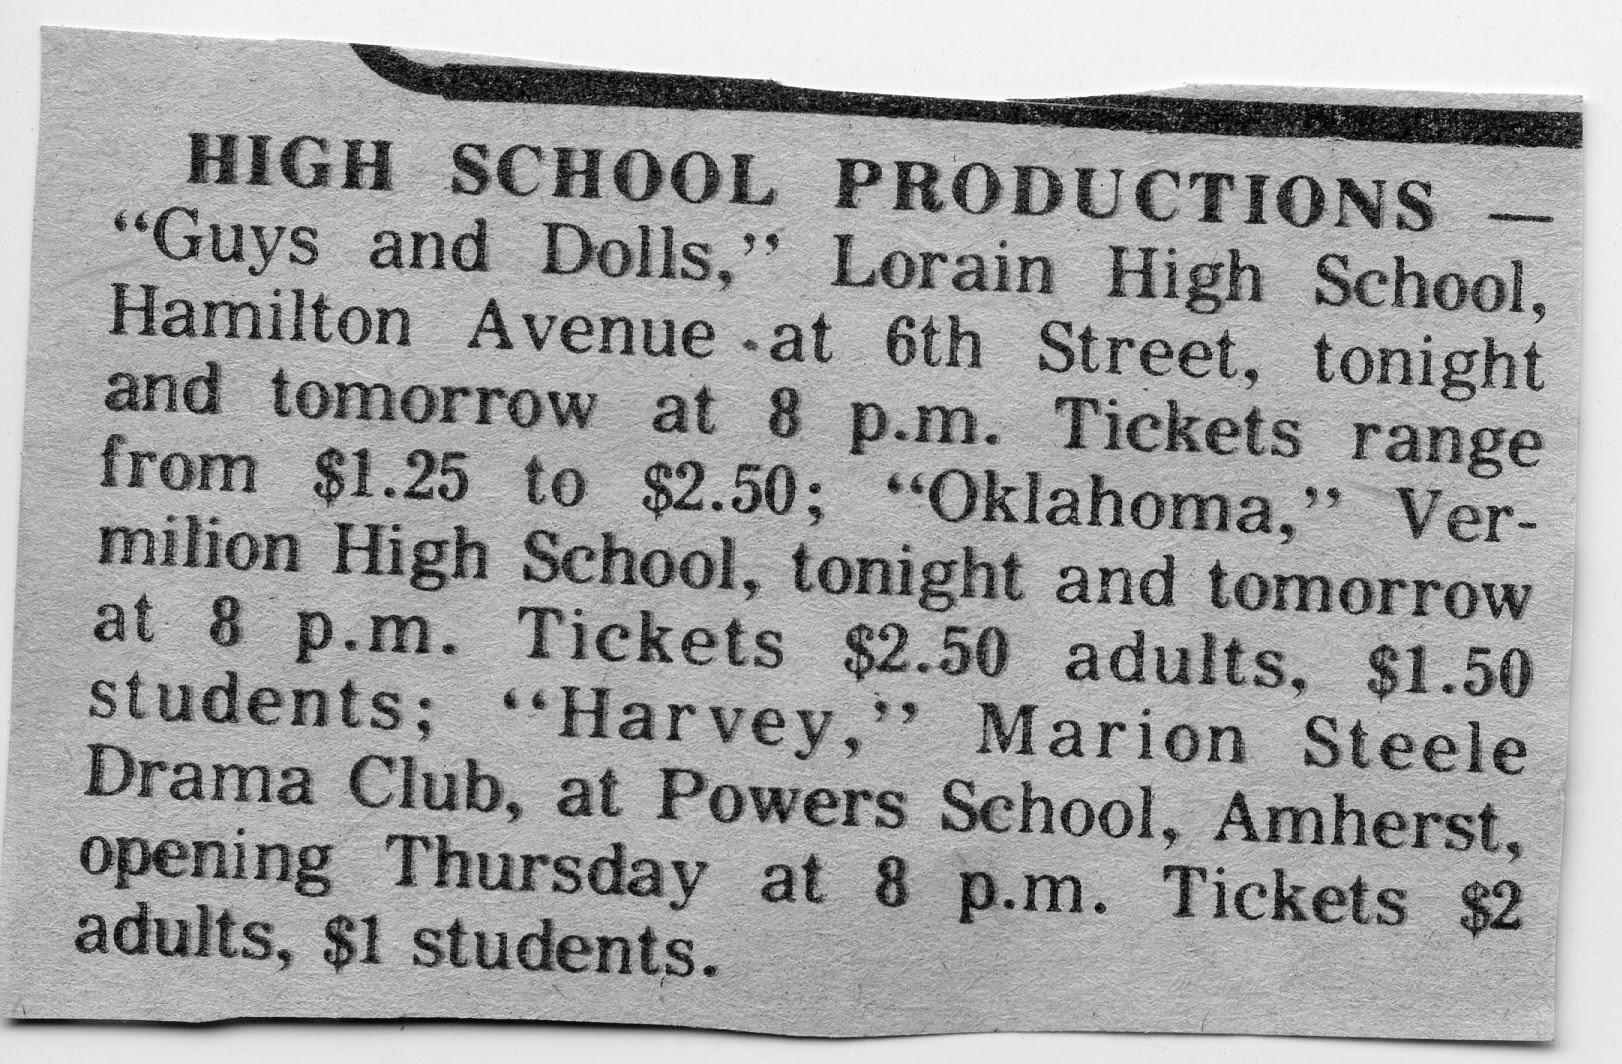 HIGH SCHOOL PRODUCTIONS —
“Guys and Dolls,” Lorain High School,
Hamilton Avenue at 6th Street, tonight
and tomorrow at 8 p.m. Tickets range
from $1.25 to $2.50; “Oklahoma,” Ver-
milion High School, tonight and tomorrow
at 8 p.m. Tickets $2.50 adults, $1.50
students; “Harvey,” Marion Steele
Drama Club, at Powers School, Amherst,
opening Thursday at 8 p.m. Tickets $2
adults, $1 students.